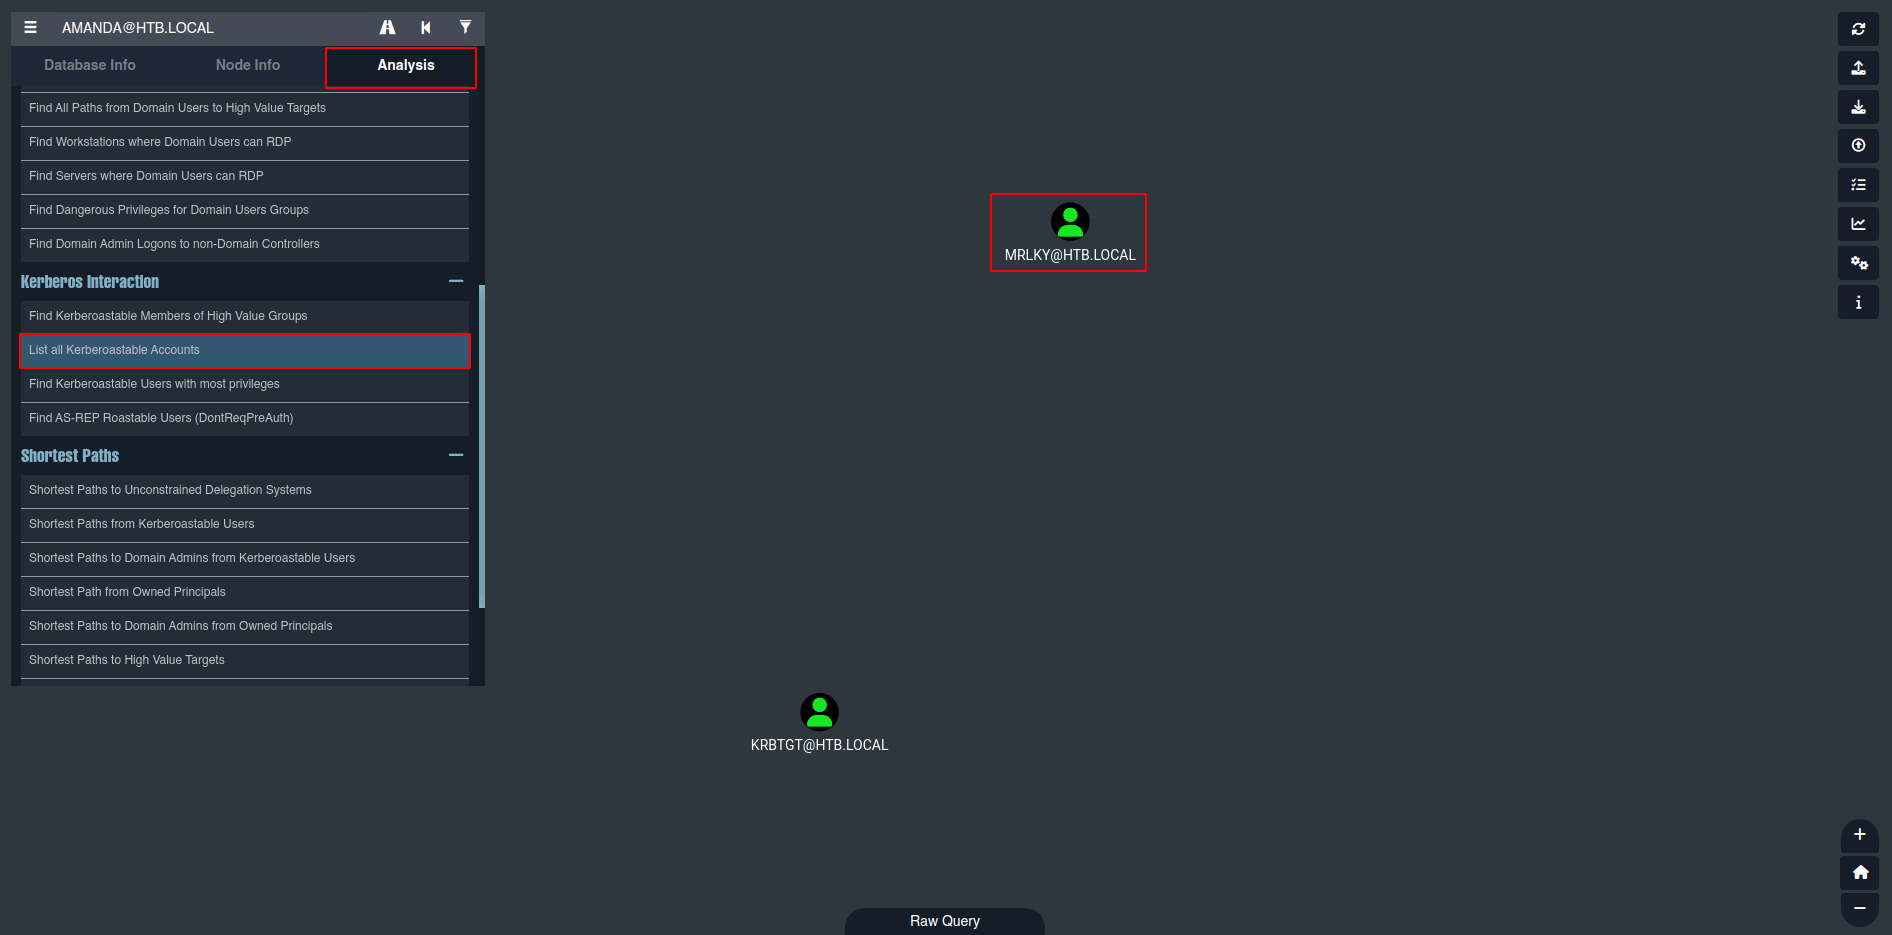 AMANDA@HTB.LOCAL
Database Info
Node Info
Analysis
Find All Paths from Domain Users to High Value Targets
Find Workstations where Domain Users can RDP
Find Servers where Domain Users can RDP
Find Dangerous Privileges for Domain Users Groups
Find Domain Admin Logons to non-Domain Controllers
Kerberos Interaction
Find Kerberoastable Members of High Value Groups
List all Kerberoastable Accounts
Find Kerberoastable Users with most privileges
Find AS-REP Roastable Users (DontReqPreAuth)
Shortest Paths
Shortest Paths to Unconstrained Delegation Systems
Shortest Paths from Kerberoastable Users
Shortest Paths to Domain Admins from Kerberoastable Users
Shortest Path from Owned Principals
Shortest Paths to Domain Admins from Owned Principals
Shortest Paths to High Value Targets
MRLKY@HTB.LOCAL
KRBTGT@HTB.LOCAL
Raw Query